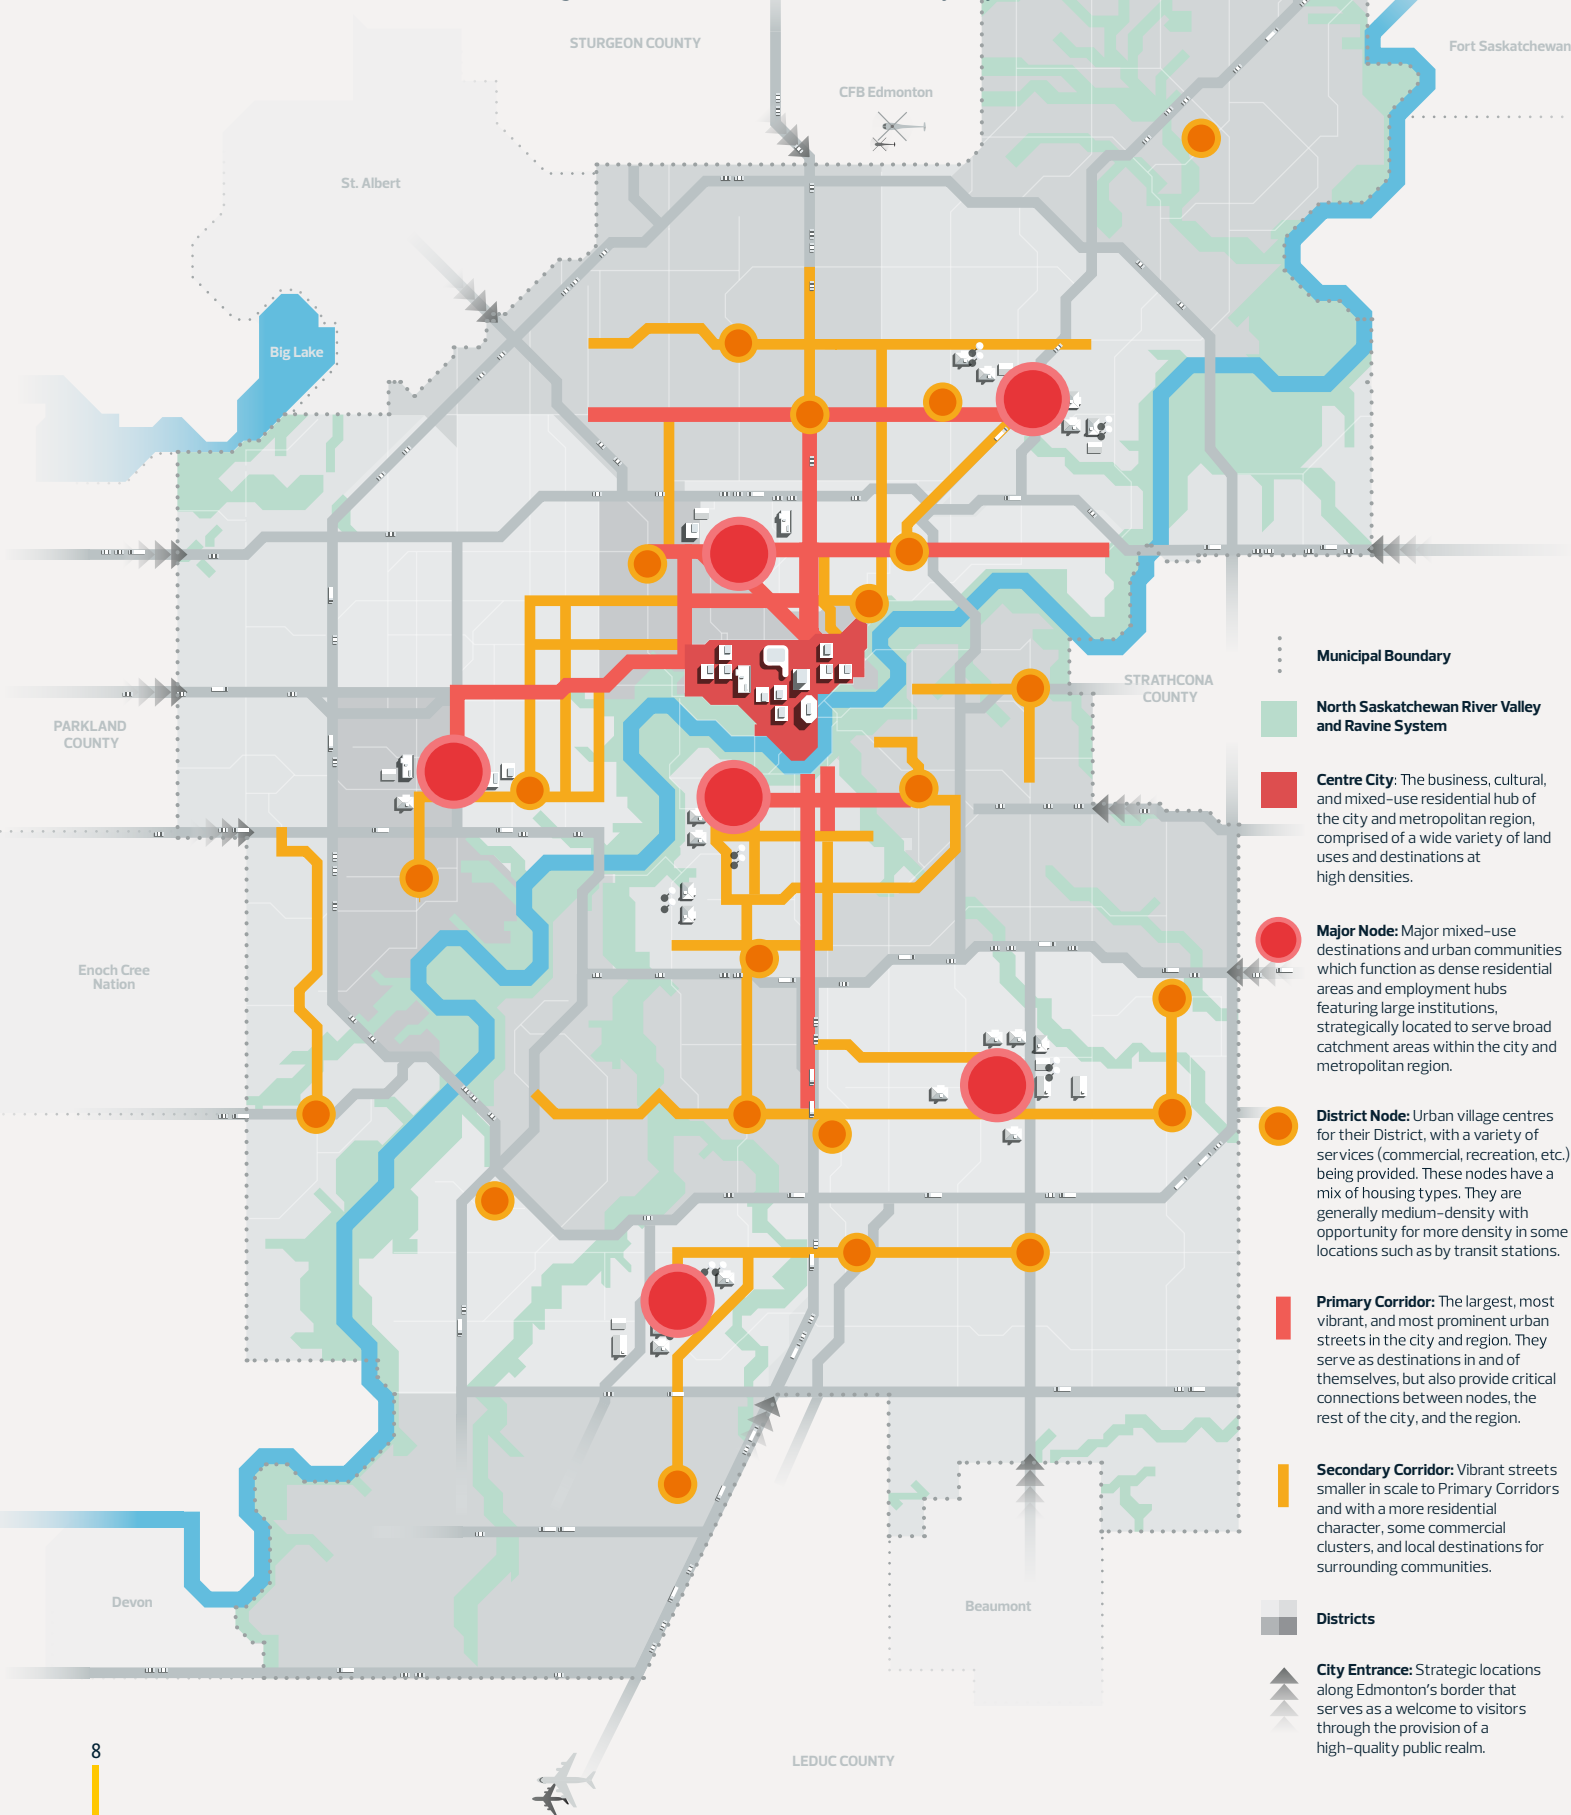 STURGEON COUNTY
Fort Saskatchewan
CFB Edmonton
St. Albert
Big Lake
STRATHCONA
COUNTY
PARKLAND
COUNTY
Enoch Cree
Nation
Devon
Beaumont
LEDUC COUNTY
Municipal Boundary
North Saskatchewan River Valley
and Ravine System
Centre City: The business, cultural,
and mixed-use residential hub of
the city and metropolitan region,
comprised of a wide variety of land
uses and destinations at
high densities.
Major Node: Major mixed-use
destinations and urban communities
which function as dense residential
areas and employment hubs
featuring large institutions,
strategically located to serve broad
catchment areas within the city and
metropolitan region.
District Node: Urban village centres
for their District, with a variety of
services (commercial, recreation, etc.)
being provided. These nodes have a
mix of housing types. They are
generally medium-density with
opportunity for more density in some
locations such as by transit stations.
Primary Corridor: The largest, most
vibrant, and most prominent urban
streets in the city and region. They
serve as destinations in and of
themselves, but also provide critical
connections between nodes, the
rest of the city, and the region.
Secondary Corridor: Vibrant streets
smaller in scale to Primary Corridors
and with a more residential
character, some commercial
clusters, and local destinations for
surrounding communities.
Districts
City Entrance: Strategic locations
along Edmonton's border that
serves as a welcome to visitors
through the provision of a
high-quality public realm.
8